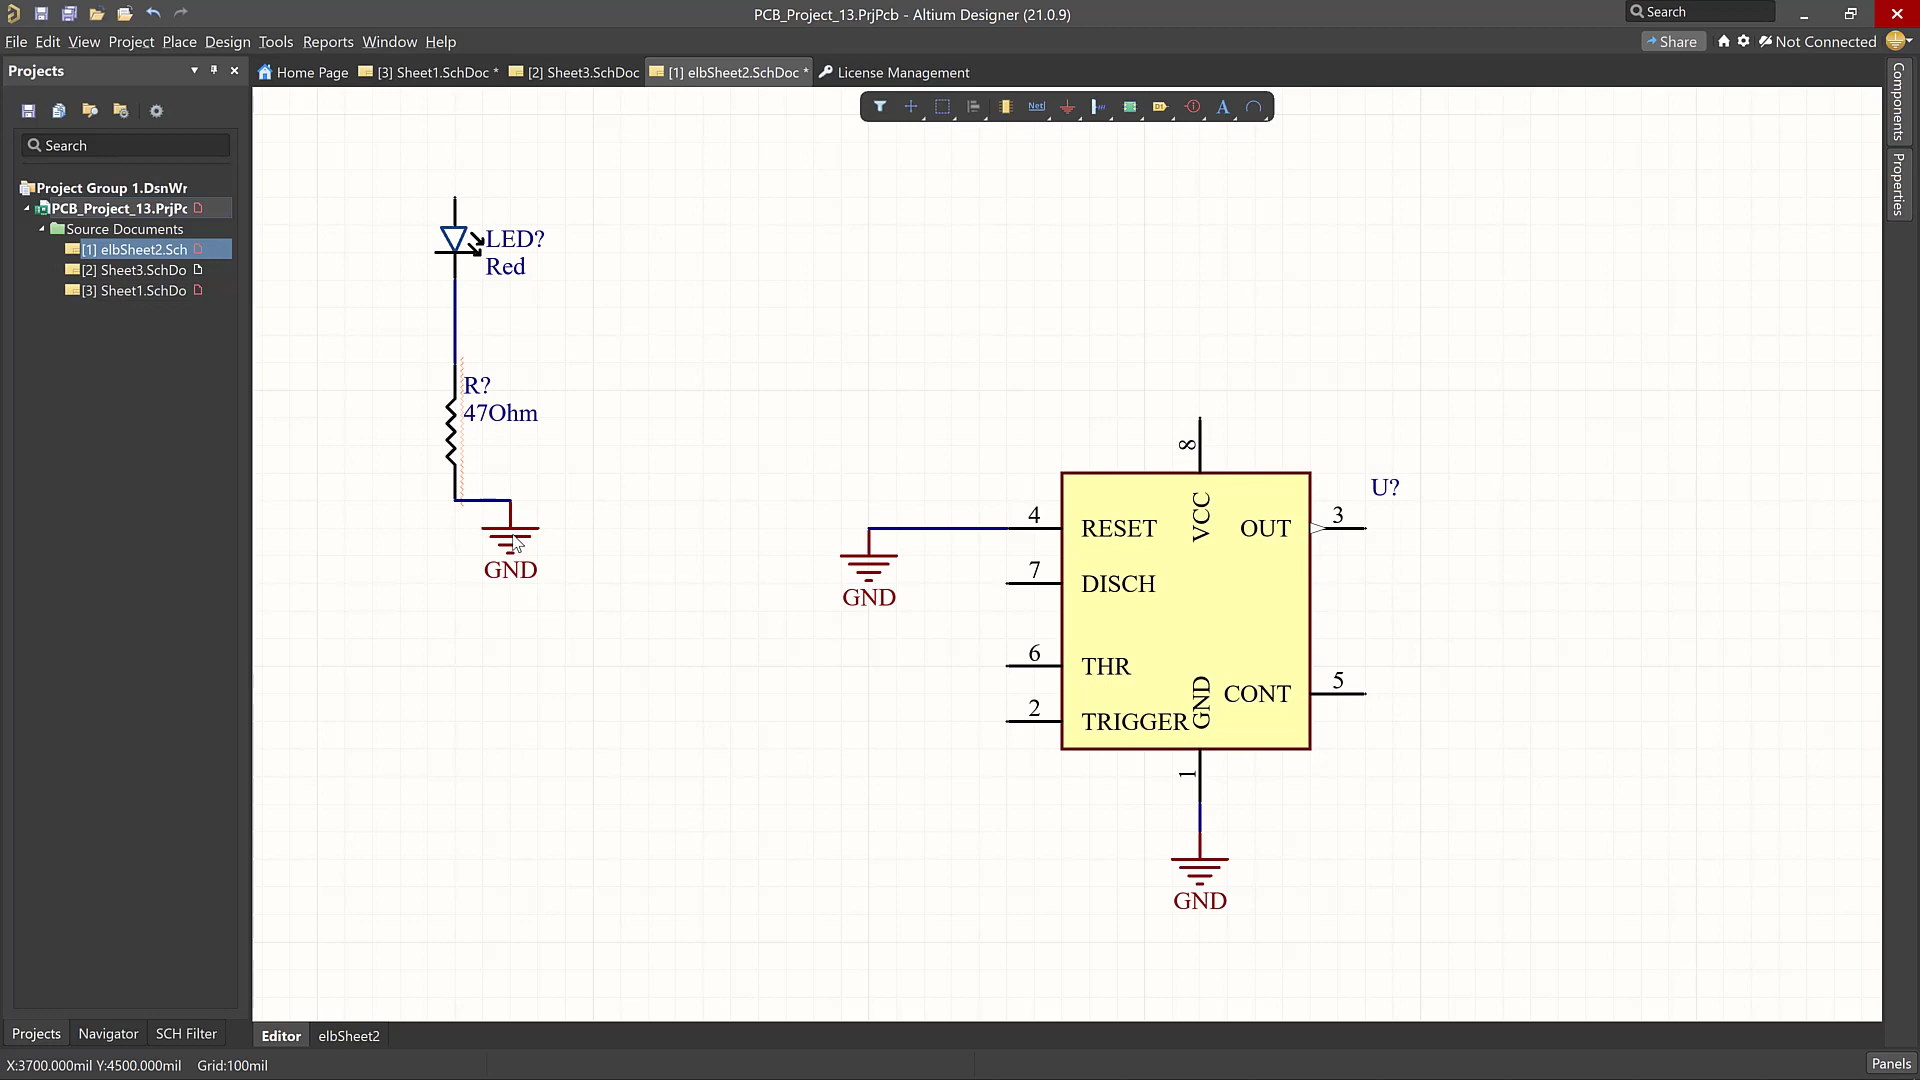 PCB_Project_13.PrjPcb - Altium Designer (21.0.9)
Search
File Edit View Project Place Design Tools Reports Window Help
Share
Not Connected
Projects
Home Page
[3] Sheet1.SchDoc *
[2] Sheet3.SchDoc
[1] elbSheet2.SchDoc *
License Management
Components
Properties
Net
D1
A
Search
Project Group 1.DsnWr
PCB_Project_13.PrjPc
Source Documents
[1] elbSheet2.Sch
[2] Sheet3.SchDo
[3] Sheet1.SchDo
LED?
Red
R?
47Ohm
GND
GND
U?
8
VCC
4 RESET
OUT 3
7 DISCH
6 THR
2 TRIGGER
GND
CONT 5
1
GND
Projects Navigator SCH Filter
Editor elbSheet2
X:3700.000mil Y:4500.000mil Grid:100mil
Panels